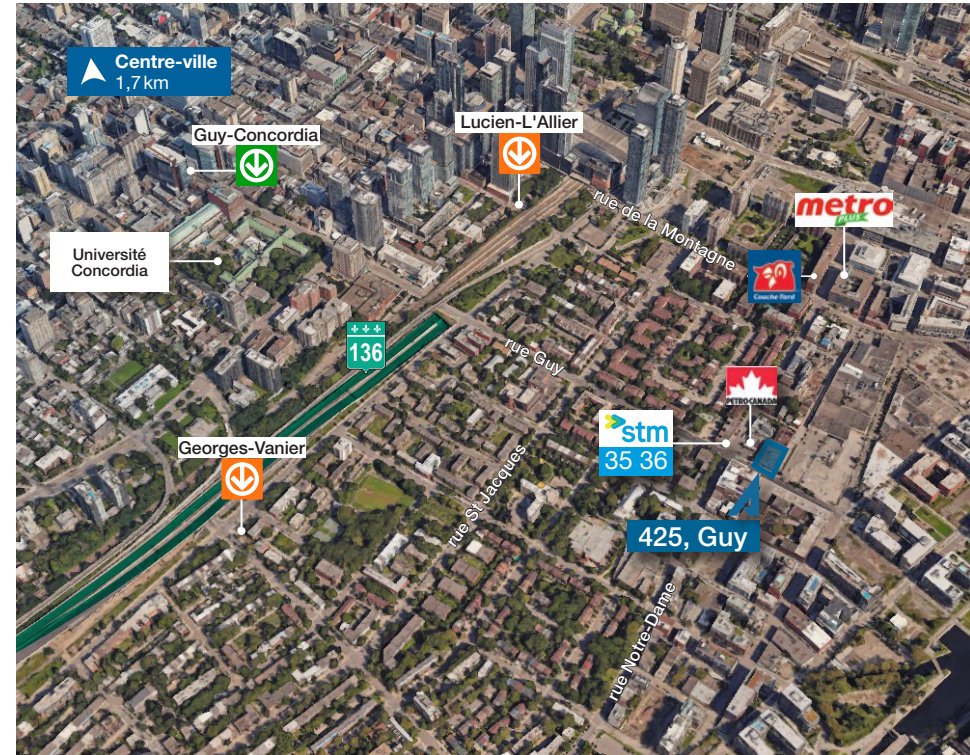 Centre-ville
1,7 km
Guy-Concordia
Lucien-L'Allier
rue de la Montagne
metro
PLUS
Université
Concordia
Couche-Tard
136
rue Guy
PETRO-CANADA
stm
35 36
Georges-Vanier
rue St Jacques
425, Guy
rue Notre-Dame